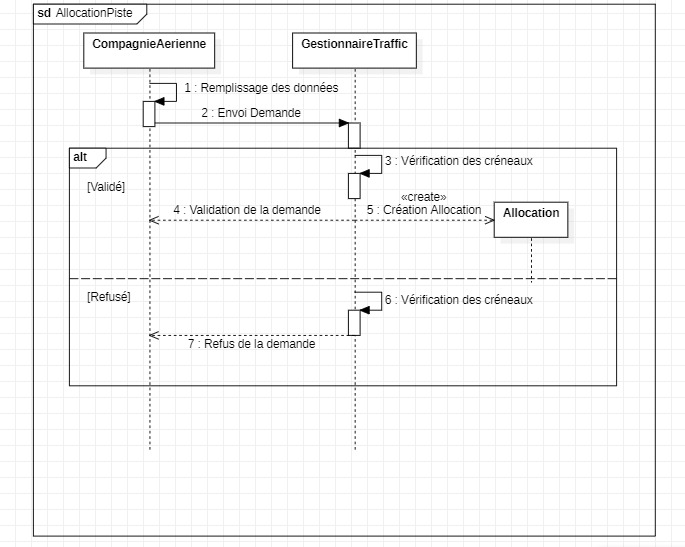 sd AllocationPiste
CompagnieAerienne
GestionnaireTraffic
1 : Remplissage des données
2 : Envoi Demande
alt
3 : Vérification des créneaux
[Validé]
«create»
4 : Validation de la demande
5 : Création Allocation
Allocation
[Refusé]
6 : Vérification des créneaux
7 : Refus de la demande